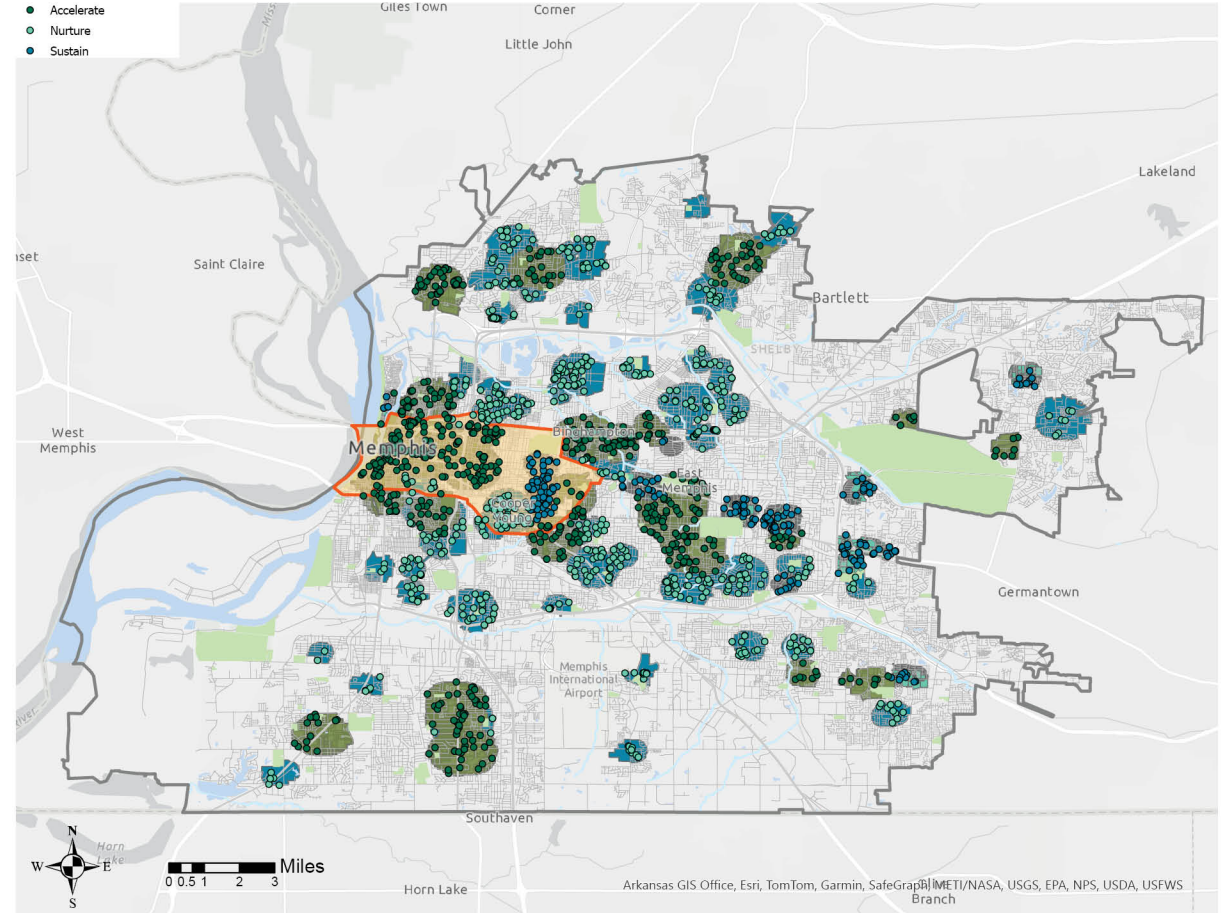 Accelerate
Nurture
Sustain
Giles Town
Corner
Little John
Lakeland
nset
Saint Claire
Bartlett
SHELBY
West
Memphis
Memphis
Binghampton
East
Memphis
Cooper
Young
Germantown
Memphis
International
Airport
River
Southaven
Horn
Lake
N
W
E
S
0 0.5 1 2 3
Miles
Horn Lake
Arkansas GIS Office, Esri, TomTom, Garmin, SafeGraph, METI/NASA, USGS, EPA, NPS, USDA, USFWS
Branch